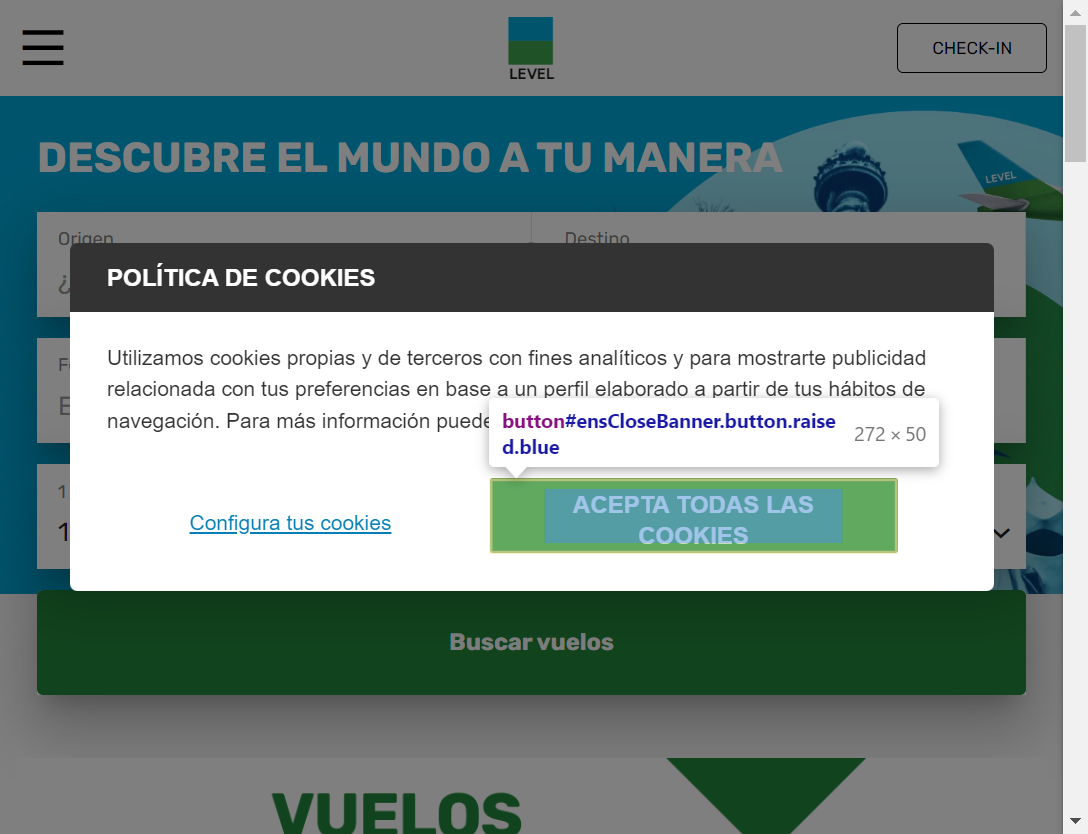 LEVEL
CHECK-IN
DESCUBRE EL MUNDO A TU MANERA
LEVEL
Origen
Destino
POLÍTICA DE COOKIES
Utilizamos cookies propias y de terceros con fines analíticos y para mostrarte publicidad
relacionada con tus preferencias en base a un perfil elaborado a partir de tus hábitos de
navegación. Para más información puede
button#ensCloseBanner.button.raise
d.blue
272 × 50
ACEPTA TODAS LAS
COOKIES
Configura tus cookies
Buscar vuelos
VUELOS